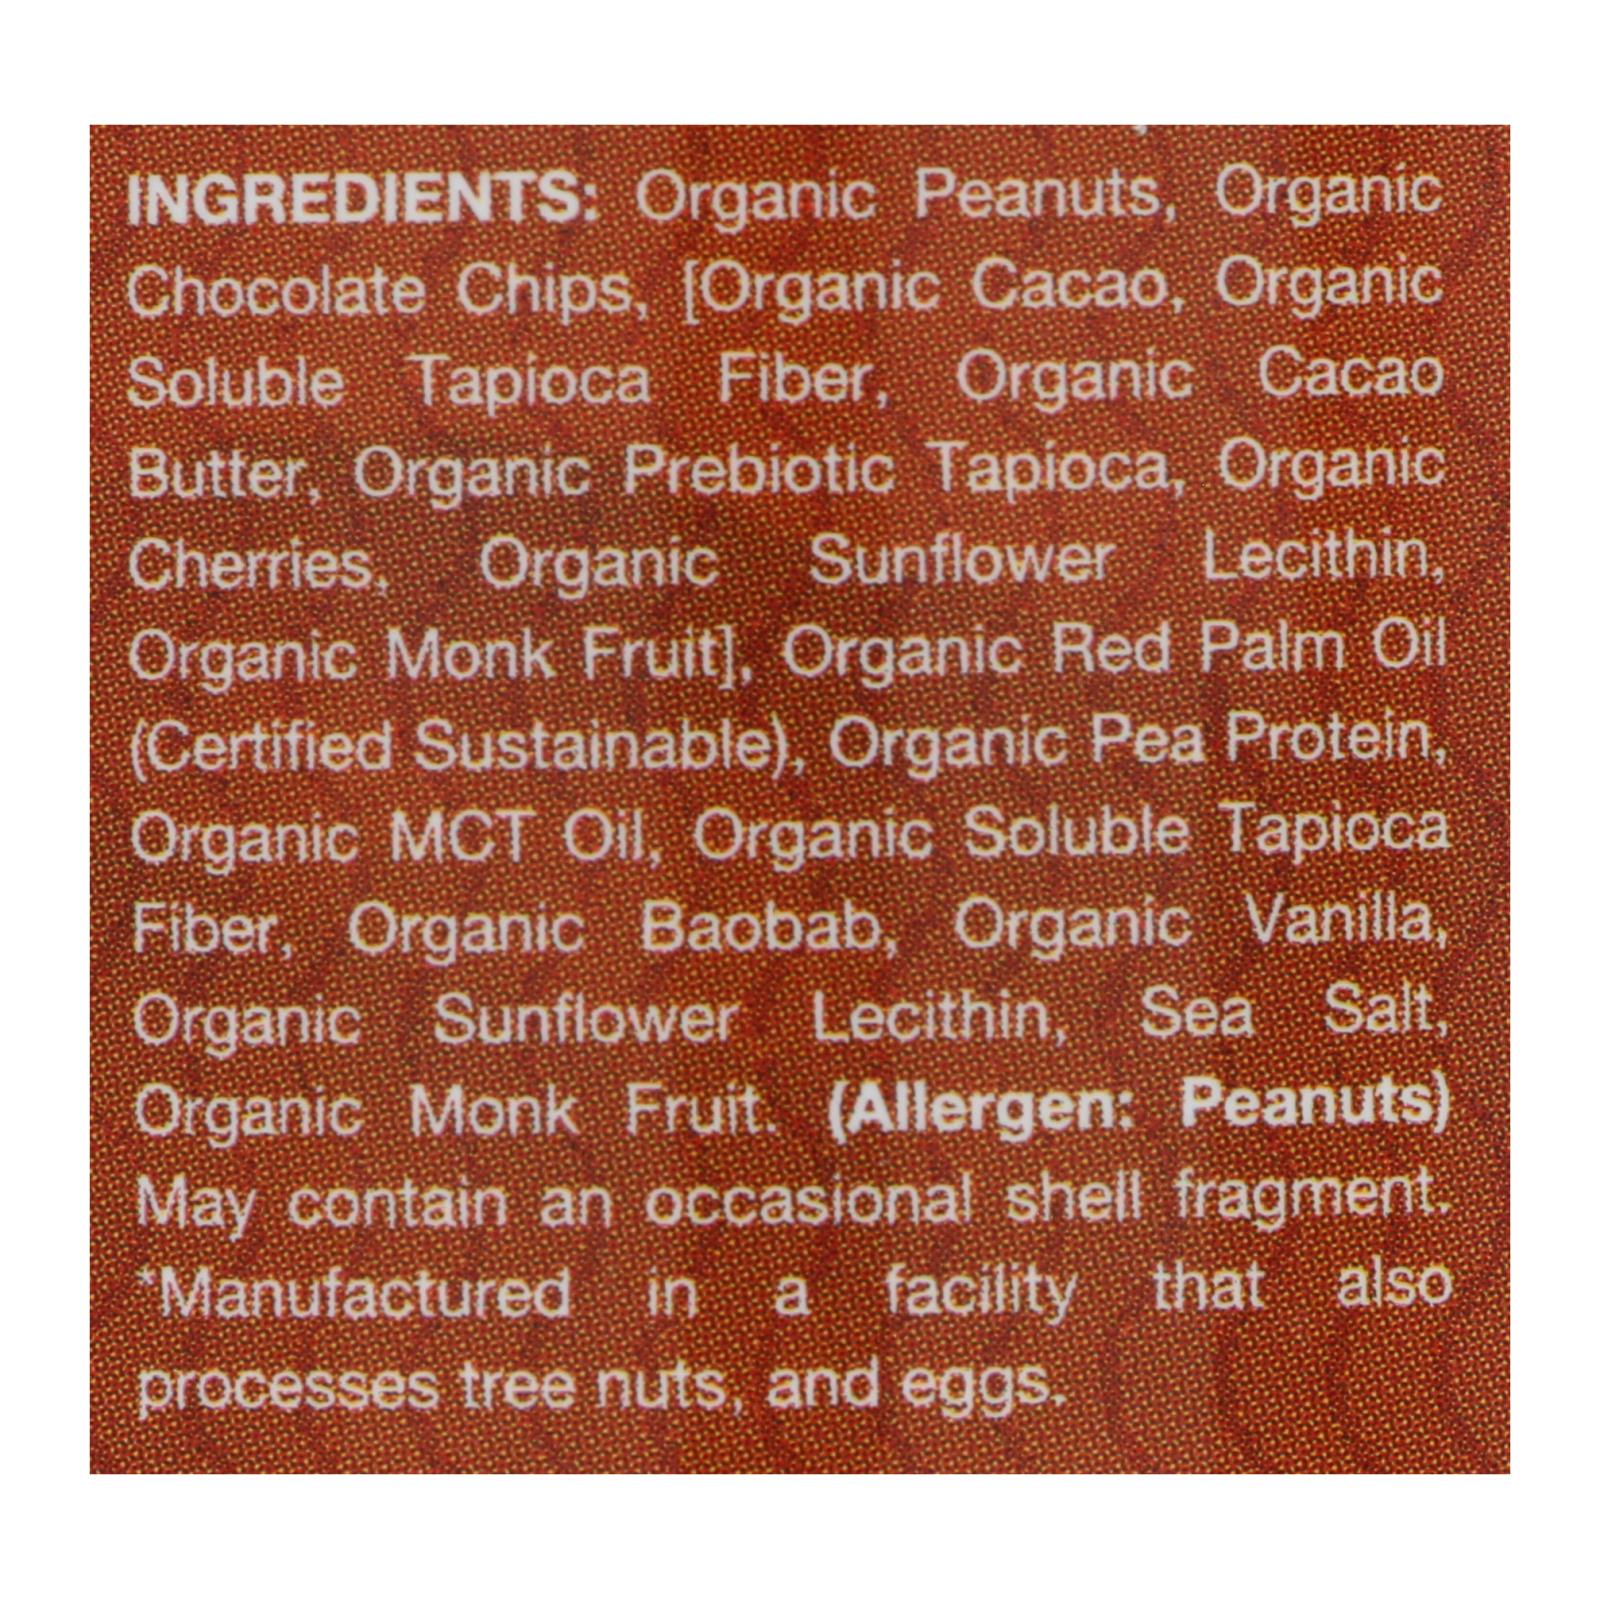 INGREDIENTS: Organic Peanuts, Organic
Chocolate Chips, [Organic Cacao, Organic
Soluble Tapioca Fiber, Organic Cacao
Butter, Organic Prebiotic Tapioca, Organic
Cherries, Organic Sunflower Lecithin,
Organic Monk Fruit], Organic Red Palm Oil
(Certified Sustainable), Organic Pea Protein,
Organic MCT Oil, Organic Soluble Tapioca
Fiber, Organic Baobab, Organic Vanilla,
Organic Sunflower Lecithin, Sea Salt,
Organic Monk Fruit. (Allergen: Peanuts)
May contain an occasional shell fragment.
*Manufactured in a facility that also
processes tree nuts, and eggs.